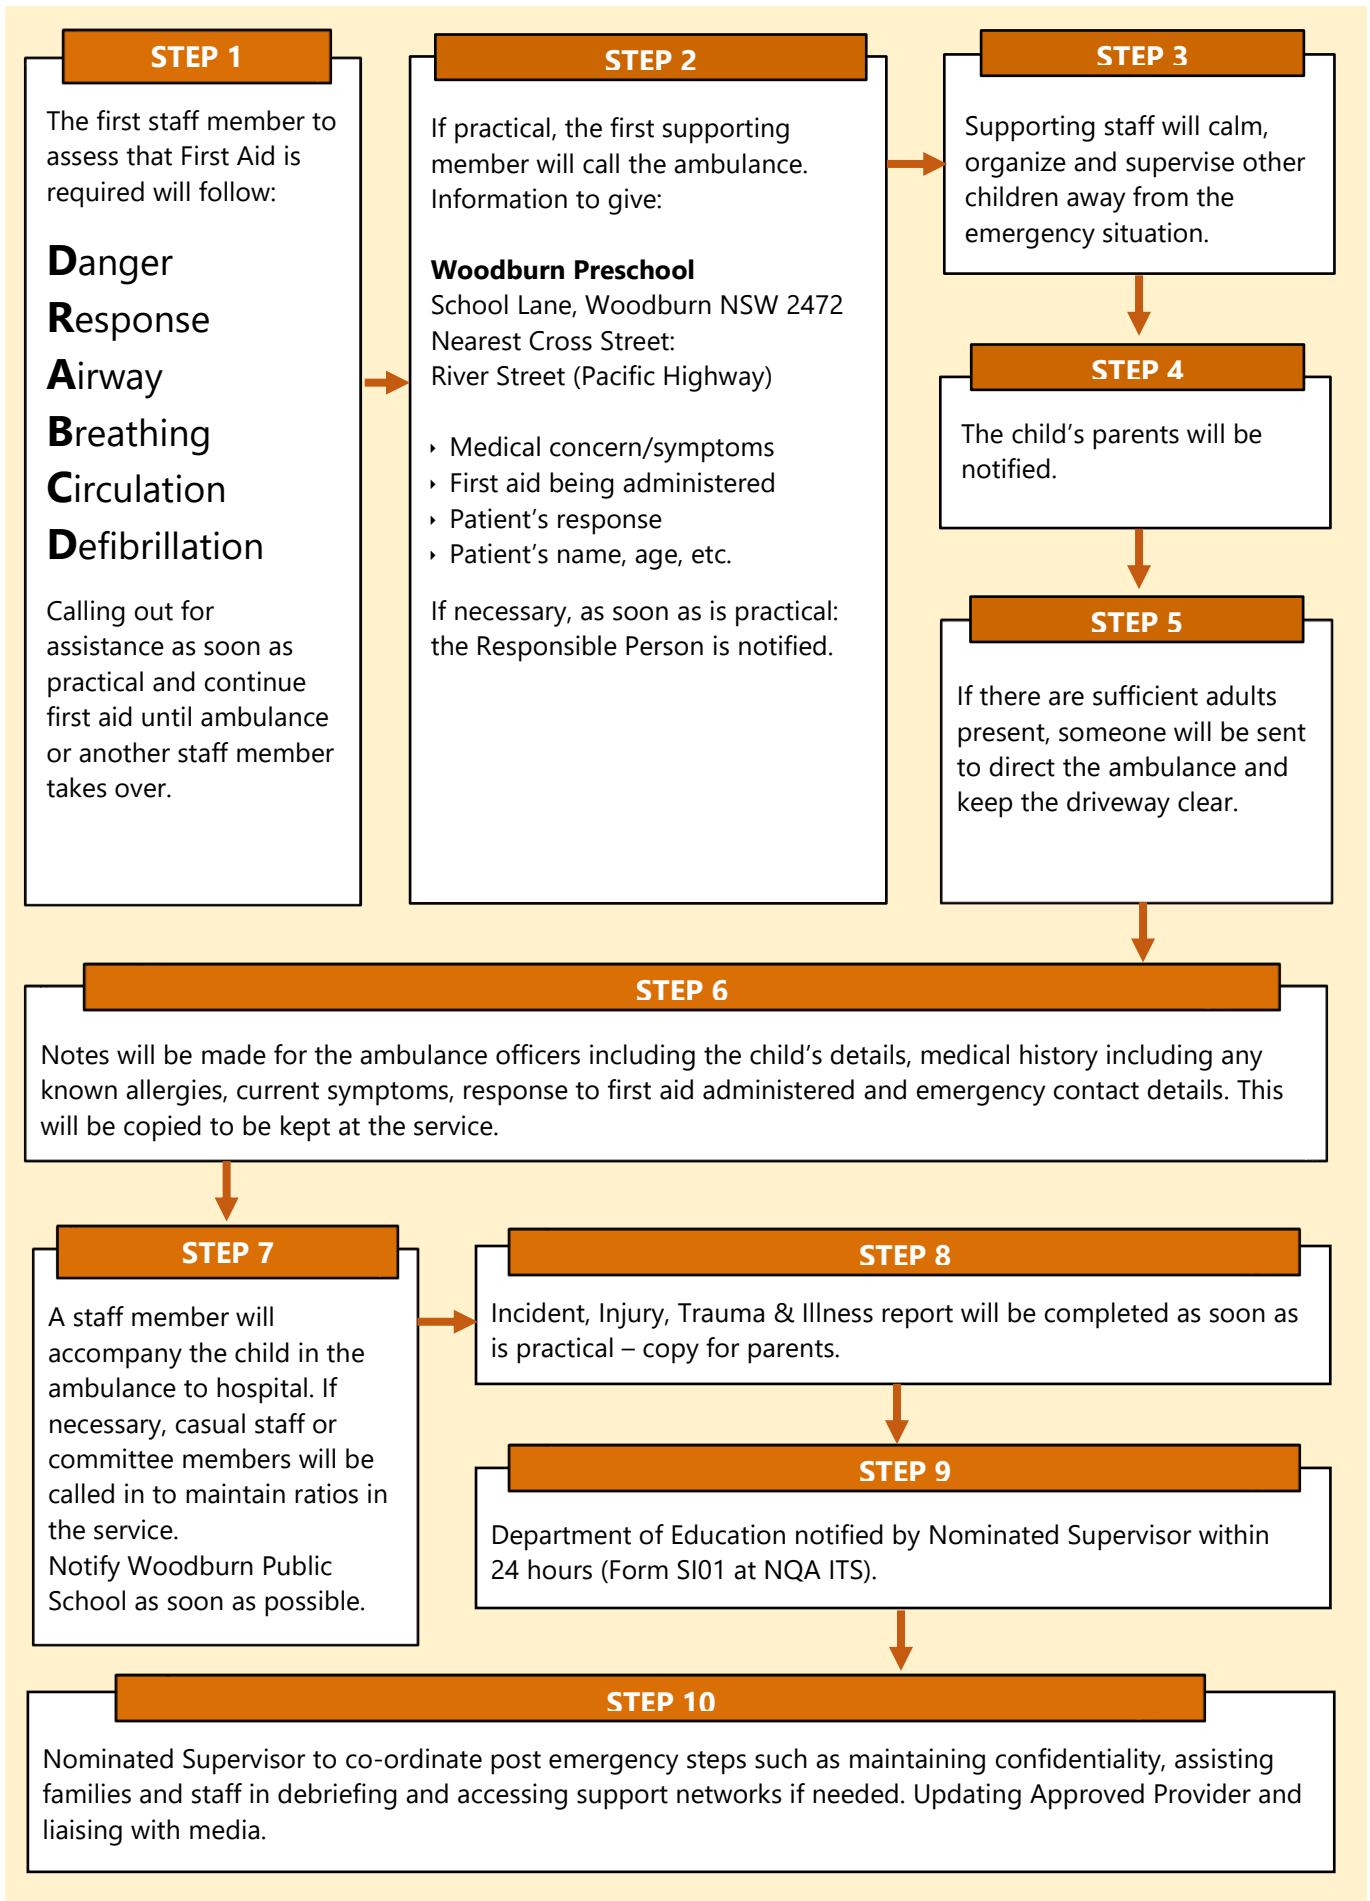 STEP 1
The first staff member to
assess that First Aid is
required will follow:
Danger
Response
Airway
Breathing
Circulation
Defibrillation
Calling out for
assistance as soon as
practical and continue
first aid until ambulance
or another staff member
takes over.
STEP 2
If practical, the first supporting
member will call the ambulance.
Information to give:
Woodburn Preschool
School Lane, Woodburn NSW 2472
Nearest Cross Street:
River Street (Pacific Highway)
‣ Medical concern/symptoms
‣ First aid being administered
‣ Patient’s response
‣ Patient’s name, age, etc.
If necessary, as soon as is practical:
the Responsible Person is notified.
STEP 3
Supporting staff will calm,
organize and supervise other
children away from the
emergency situation.
STEP 4
The child’s parents will be
notified.
STEP 5
If there are sufficient adults
present, someone will be sent
to direct the ambulance and
keep the driveway clear.
STEP 6
Notes will be made for the ambulance officers including the child’s details, medical history including any
known allergies, current symptoms, response to first aid administered and emergency contact details. This
will be copied to be kept at the service.
STEP 7
A staff member will
accompany the child in the
ambulance to hospital. If
necessary, casual staff or
committee members will be
called in to maintain ratios in
the service.
Notify Woodburn Public
School as soon as possible.
STEP 8
Incident, Injury, Trauma & Illness report will be completed as soon as
is practical – copy for parents.
STEP 9
Department of Education notified by Nominated Supervisor within
24 hours (Form SI01 at NQA ITS).
STEP 10
Nominated Supervisor to co-ordinate post emergency steps such as maintaining confidentiality, assisting
families and staff in debriefing and accessing support networks if needed. Updating Approved Provider and
liaising with media.